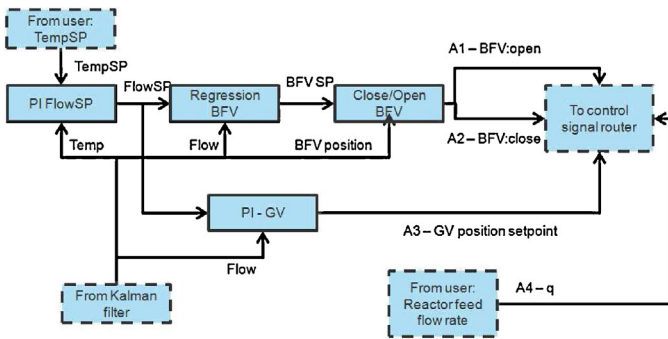 From user:
TempSP
A1 – BFV:open
TempSP
FlowSP
BFV SP
PI FlowSP
Regression
BFV
Close/Open
BFV
To control
signal router
A2 – BFV:close
Temp
Flow
BFV position
PI - GV
A3 – GV position setpoint
Flow
From Kalman
filter
From user:
Reactor feed
flow rate
A4 – q